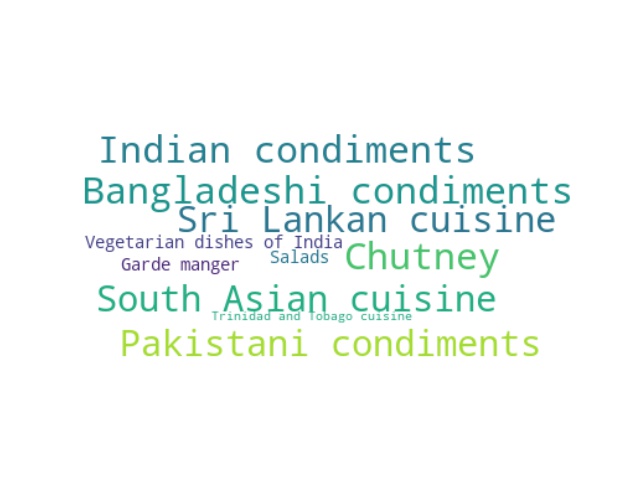 Indian condiments
Bangladeshi condiments
Sri Lankan cuisine
Vegetarian dishes of India
Salads
Chutney
Garde manger
South Asian cuisine
Trinidad and Tobago cuisine
Pakistani condiments